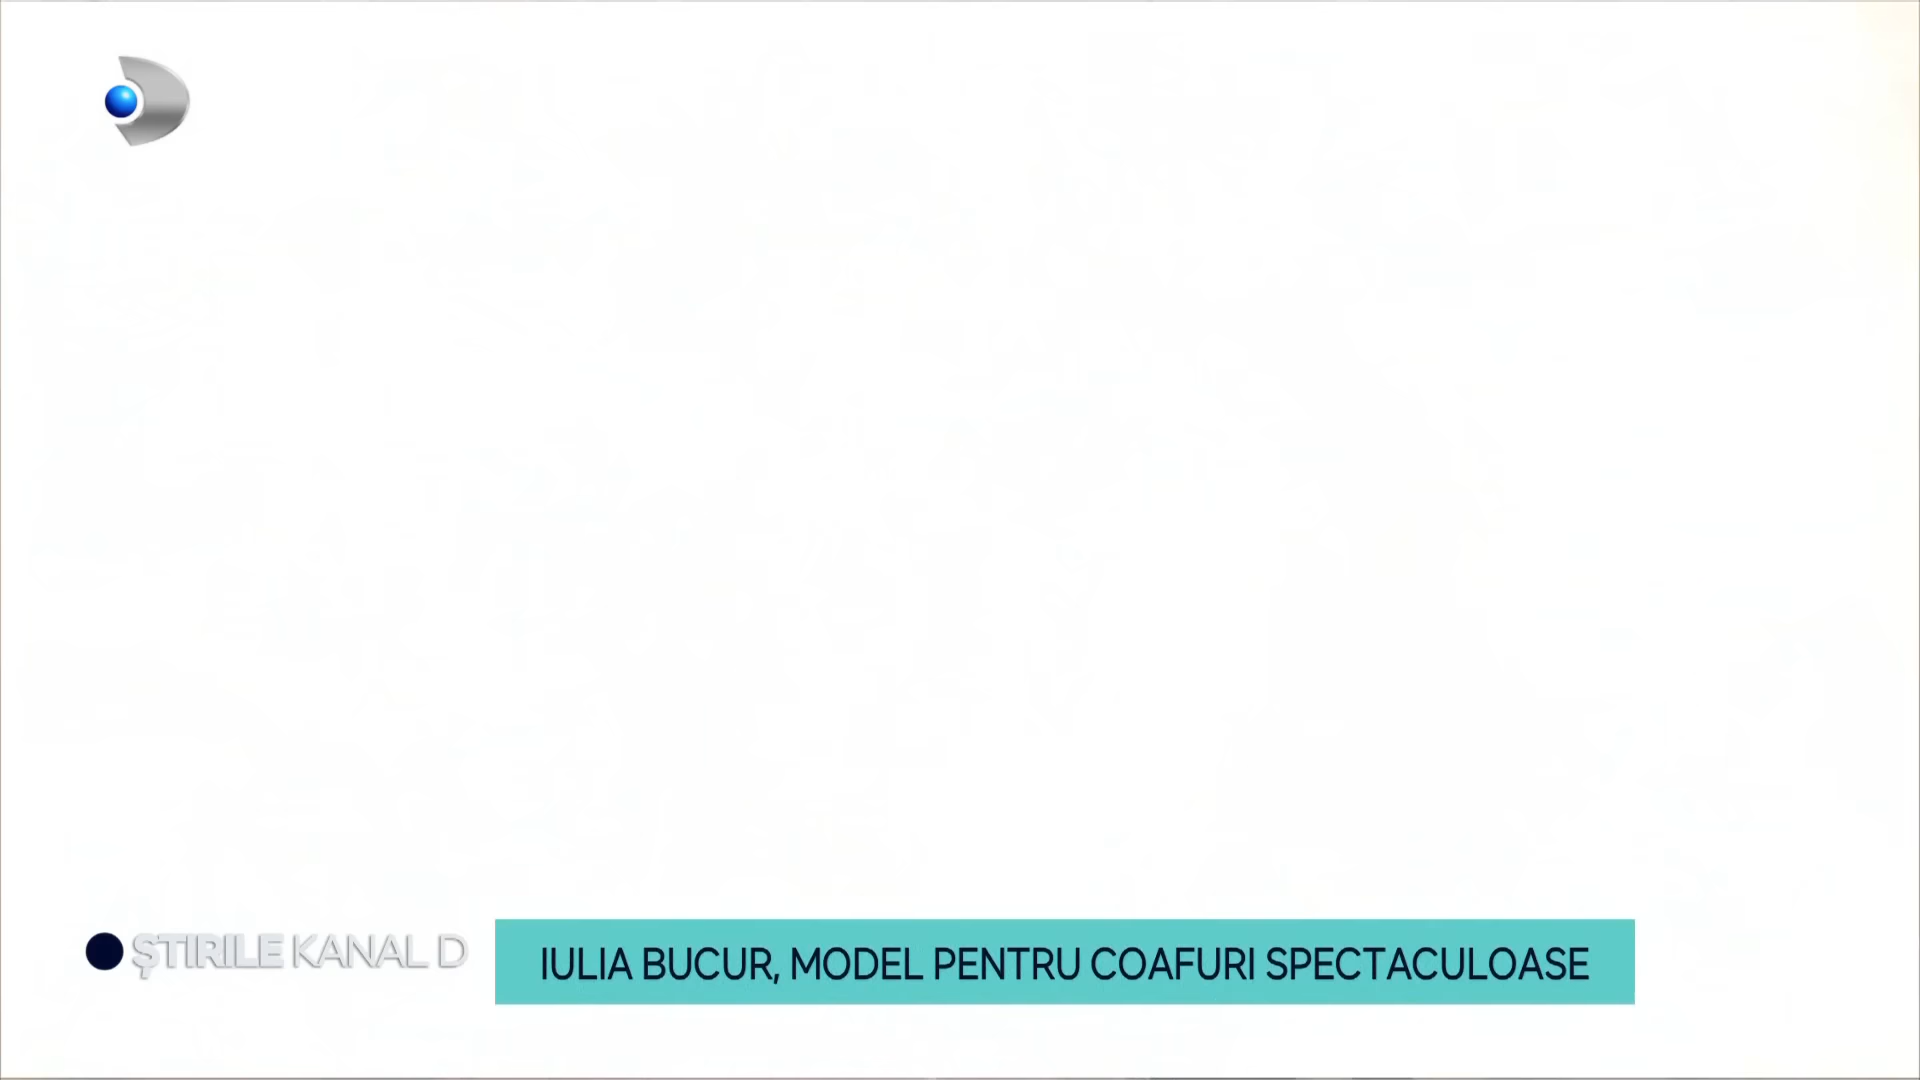 ŞTIRILE KANAL D
IULIA BUCUR, MODEL PENTRU COAFURI SPECTACULOASE